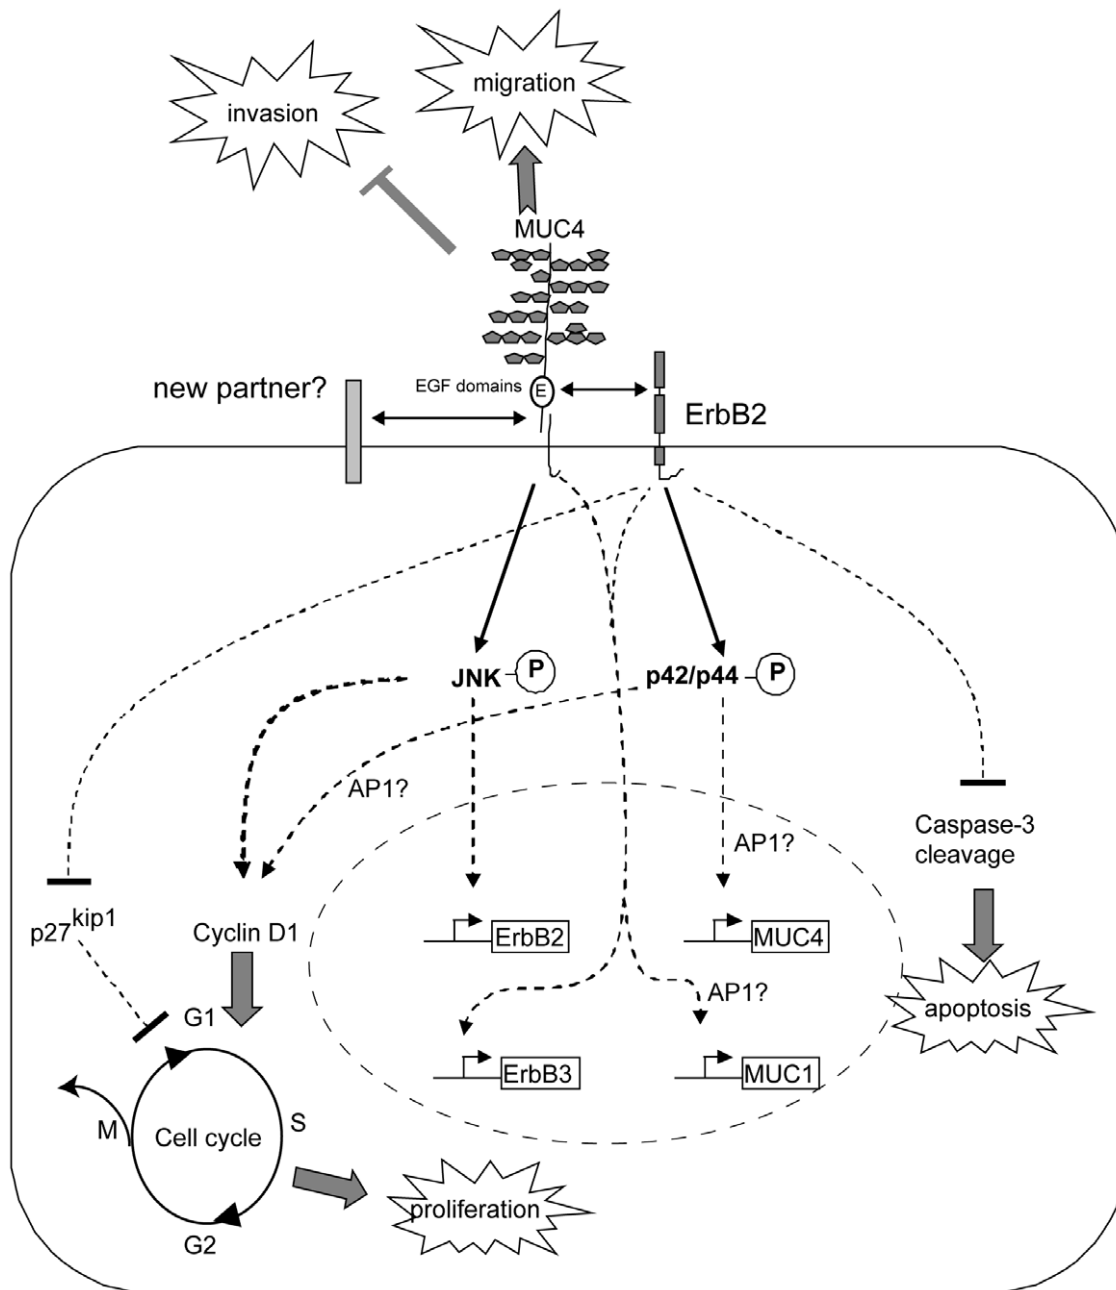 migration
invasion
MUC4
new partner?
EGF domains
E
ErbB2
JNK
P
p42/p44
P
AP1?
AP1?
Caspase-3
cleavage
p27kip1
Cyclin D1
ErbB2
MUC4
AP1?
apoptosis
G1
ErbB3
MUC1
M
Cell cycle
S
G2
proliferation